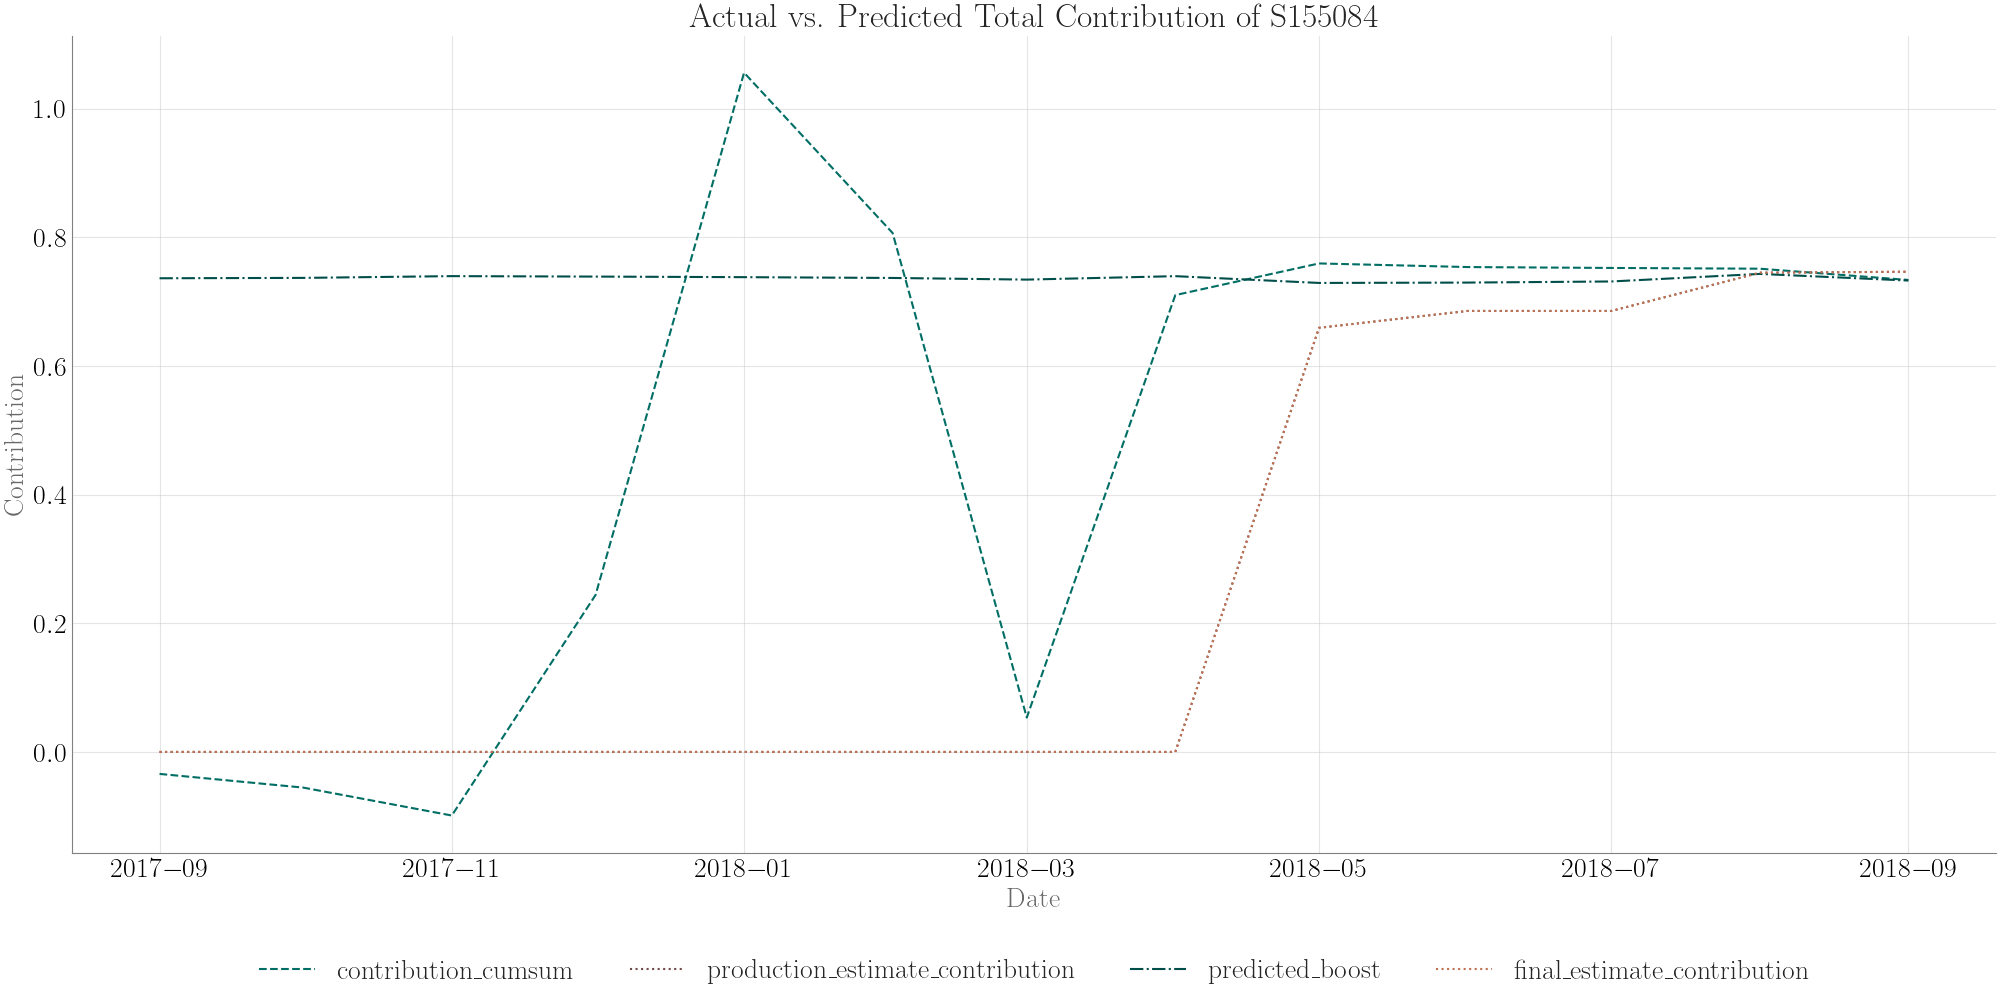 Actual vs. Predicted Total Contribution of S155084
1.0
0.8
0.6
0.4
0.2
0.0
Contribution
2017−09 2017−11 2018−01 2018−03 2018−05 2018−07 2018−09
Date
contribution_cumsum production_estimate_contribution predicted_boost final_estimate_contribution